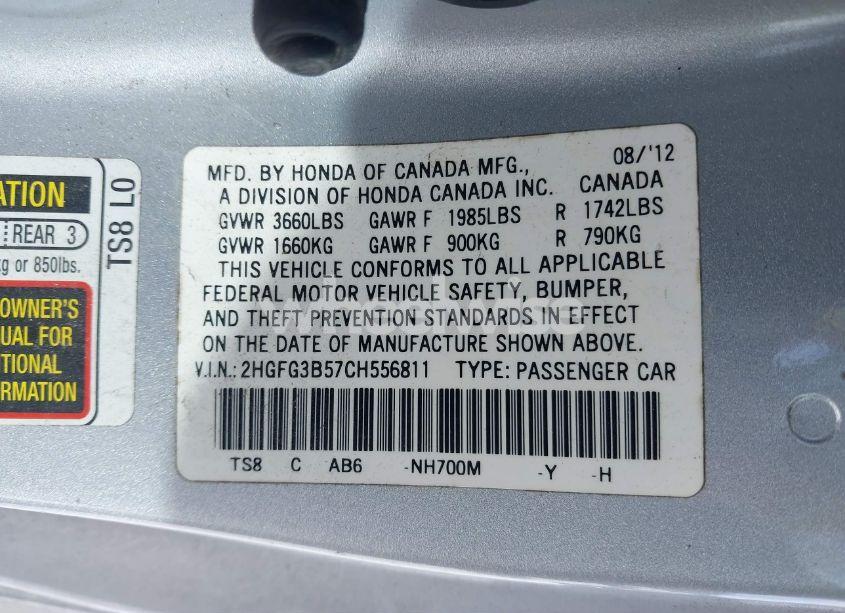 ATION
REAR 3
kg or 850lbs.
OWNER'S
UAL FOR
TIONAL
FORMATION
TS8 L0
MFD. BY HONDA OF CANADA MFG., 08/'12
A DIVISION OF HONDA CANADA INC. CANADA
GVWR 3660LBS GAWR F 1985LBS R 1742LBS
GVWR 1660KG GAWR F 900KG R 790KG
THIS VEHICLE CONFORMS TO ALL APPLICABLE
FEDERAL MOTOR VEHICLE SAFETY, BUMPER,
AND THEFT PREVENTION STANDARDS IN EFFECT
ON THE DATE OF MANUFACTURE SHOWN ABOVE.
V.I.N.: 2HGFG3B57CH556811 TYPE: PASSENGER CAR
TS8 C AB6 -NH700M -Y -H